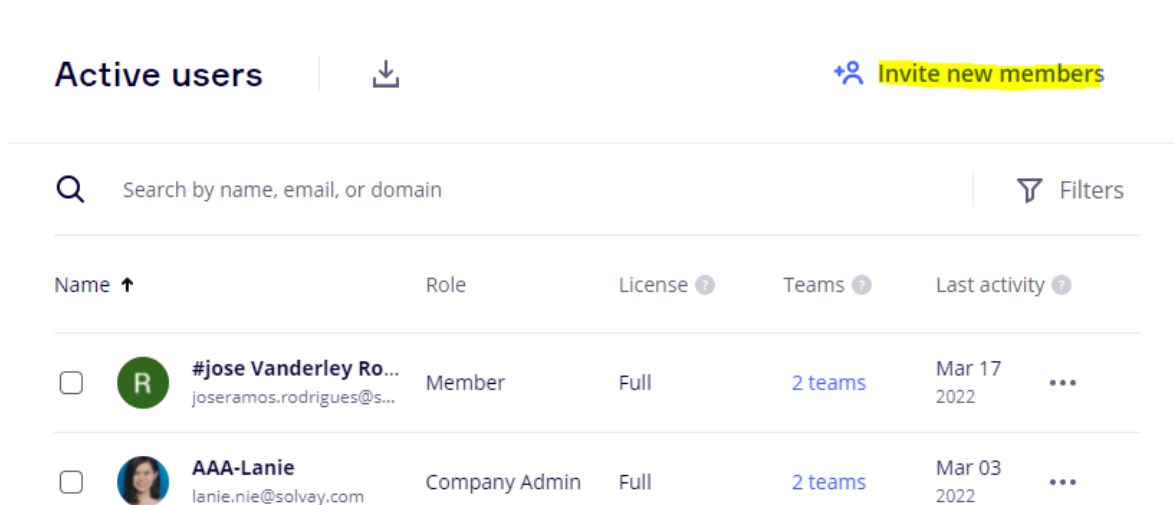 Active users
Invite new members
Search by name, email, or domain
Filters
Name Role License ? Teams ? Last activity ?
R
#jose Vanderley Ro...
joseramos.rodrigues@s...
Member Full 2 teams
Mar 17
2022
AAA-Lanie
lanie.nie@solvay.com
Company Admin Full 2 teams
Mar 03
2022